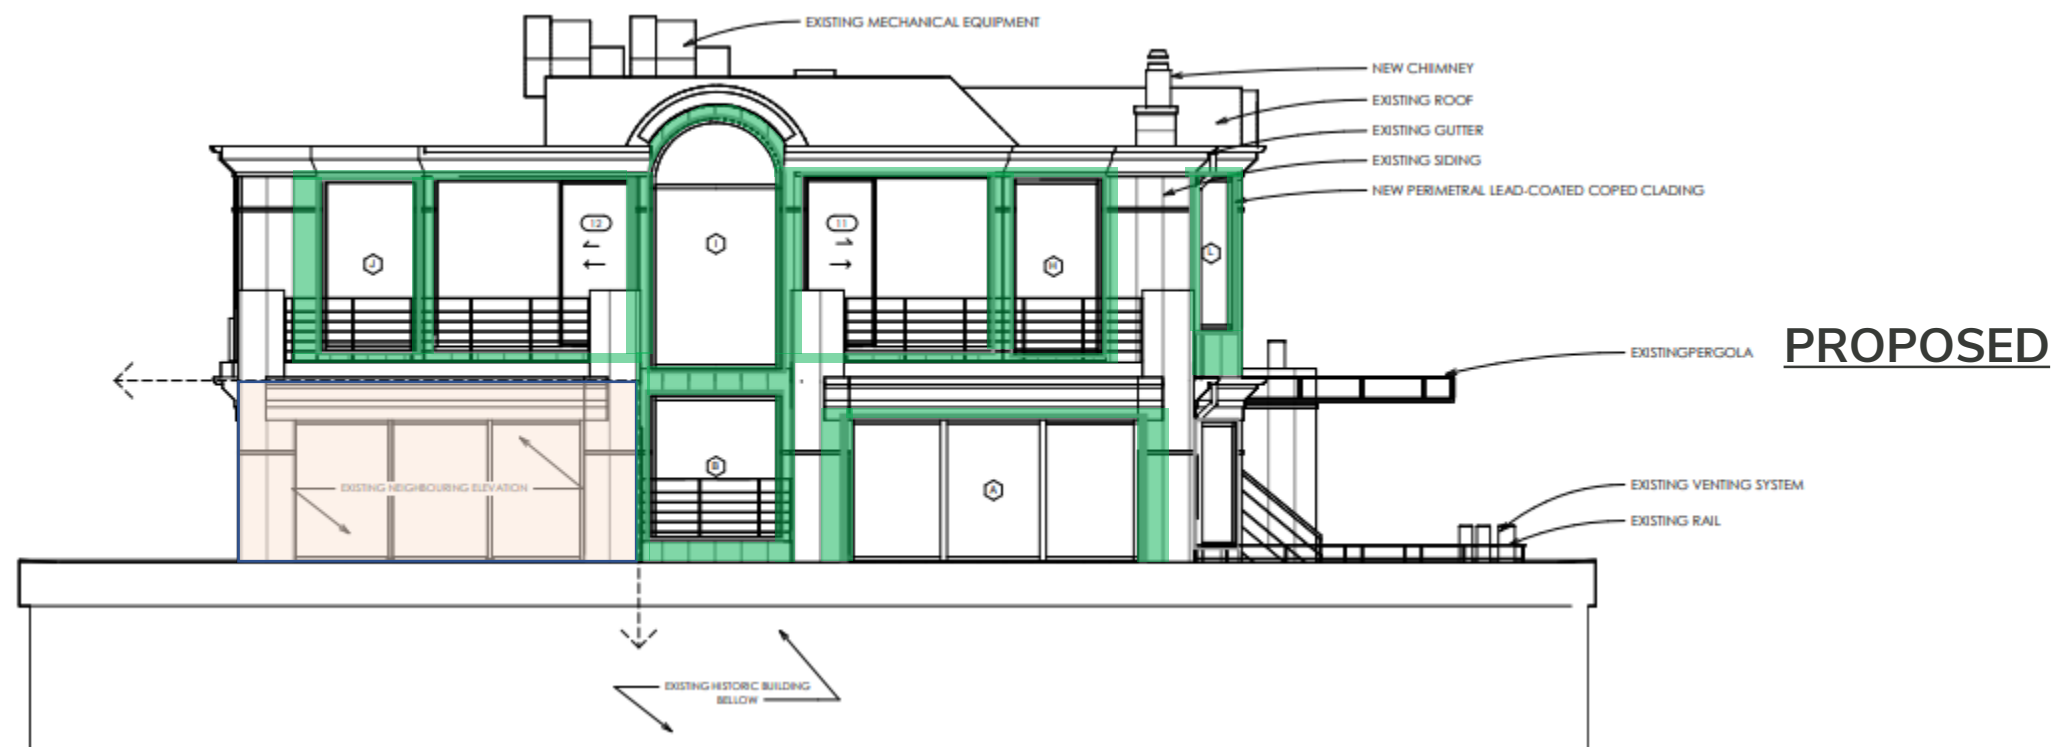 EXISTING MECHANICAL EQUIPMENT
NEW CHIIMNEY
EXISTING ROOF
EXISTING GUTTER
EXISTING SIDING
NEW PERIMETRAL LEAD-COATED COPED CLADING
12
11
I
J
H
L
EXISTINGPERGOLA
PROPOSED
B
A
EXISTING NEIGHBOURING ELEVATION
EXISTING VENTING SYSTEM
EXISTING RAIL
EXISTING HISTORIC BUILDING
BELLOW